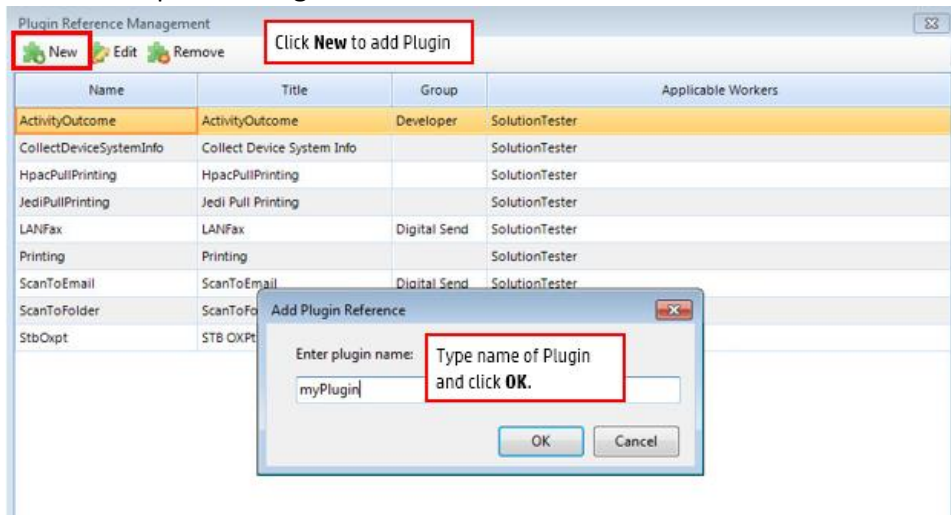 Plugin Reference Management
New Edit Remove
Click New to add Plugin
Name Title Group Applicable Workers
ActivityOutcome ActivityOutcome Developer SolutionTester
CollectDeviceSystemInfo Collect Device System Info SolutionTester
HpacPullPrinting HpacPullPrinting SolutionTester
JediPullPrinting Jedi Pull Printing SolutionTester
LANFax LANFax Digital Send SolutionTester
Printing Printing SolutionTester
ScanToEmail ScanToEmail Digital Send SolutionTester
ScanToFolder ScanToFo
StbOxpt STB OXPt
Add Plugin Reference
Enter plugin name:
Type name of Plugin
and click OK.
myPlugin
OK Cancel